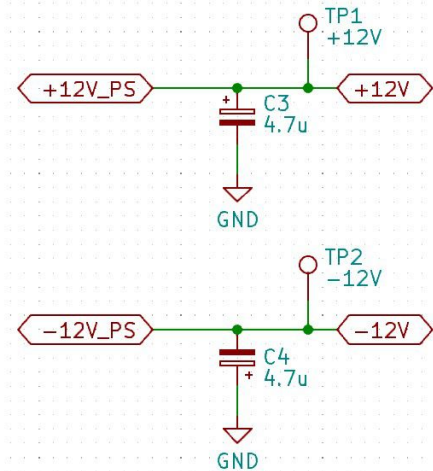 TP1
+12V
+12V_PS
+12V
+
C3
4.7u
GND
TP2
−12V
−12V_PS
−12V
C4
4.7u
+
GND